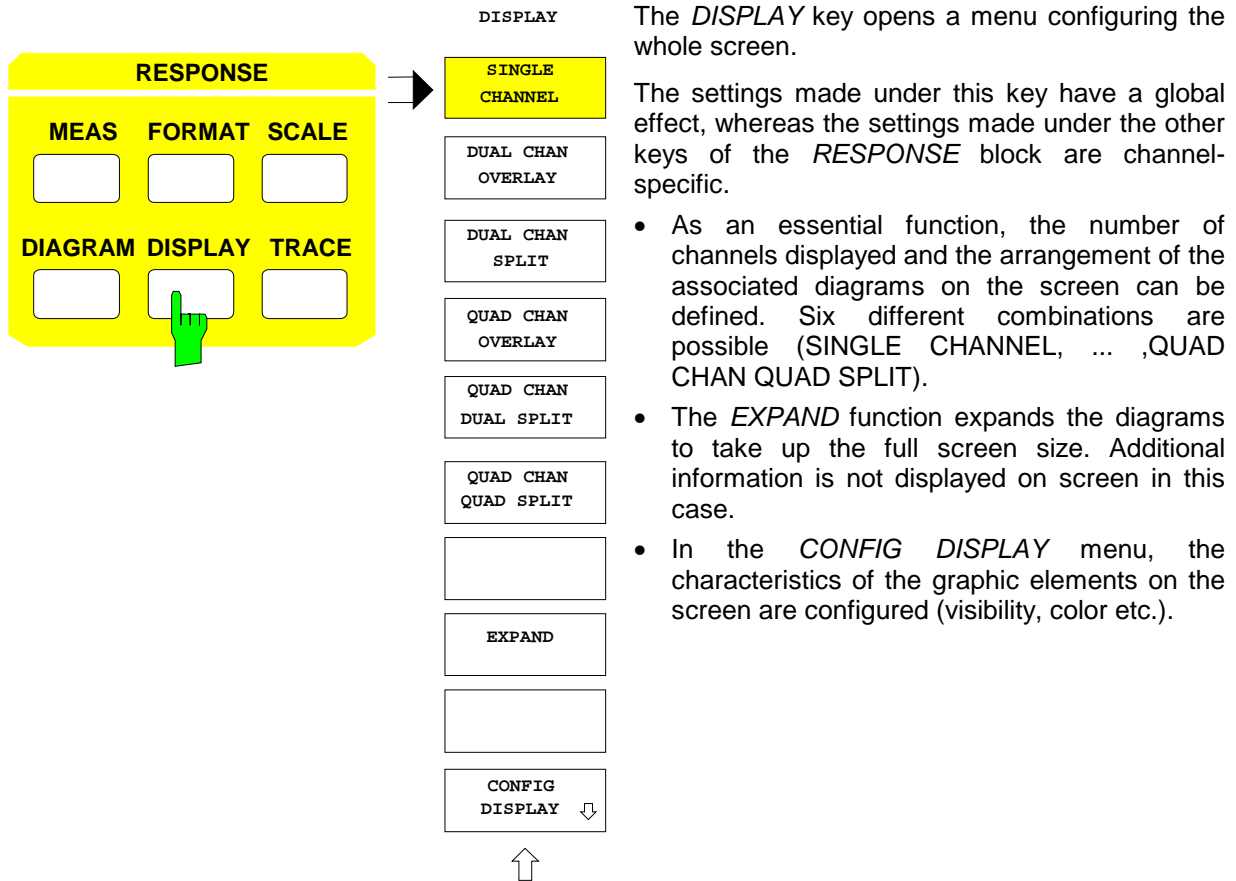 RESPONSE
MEAS FORMAT SCALE
DIAGRAM DISPLAY TRACE
DISPLAY
SINGLE
CHANNEL
DUAL CHAN
OVERLAY
DUAL CHAN
SPLIT
QUAD CHAN
OVERLAY
QUAD CHAN
DUAL SPLIT
QUAD CHAN
QUAD SPLIT
EXPAND
CONFIG
DISPLAY
The DISPLAY key opens a menu configuring the
whole screen.
The settings made under this key have a global
effect, whereas the settings made under the other
keys of the RESPONSE block are channel-
specific.
• As an essential function, the number of
channels displayed and the arrangement of the
associated diagrams on the screen can be
defined. Six different combinations are
possible (SINGLE CHANNEL, ... ,QUAD
CHAN QUAD SPLIT).
• The EXPAND function expands the diagrams
to take up the full screen size. Additional
information is not displayed on screen in this
case.
• In the CONFIG DISPLAY menu, the
characteristics of the graphic elements on the
screen are configured (visibility, color etc.).